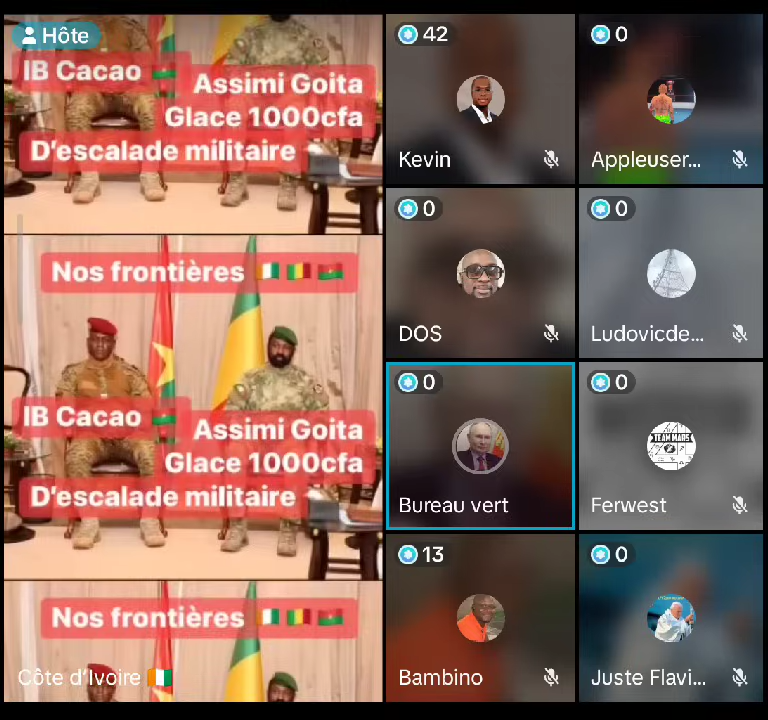 Hôte
IB Cacao 🇧🇫
Assimi Goita
Glace 1000cfa
D'escalade militaire
Nos frontières 🇨🇮 🇲🇱 🇧🇫
IB Cacao 🇧🇫
Assimi Goita
Glace 1000cfa
D'escalade militaire
Nos frontières 🇨🇮 🇲🇱 🇧🇫
Côte d'Ivoire 🇨🇮
42
Kevin
0
Appleuser...
0
DOS
0
Ludovicde...
0
Bureau vert
0
TEAM MARS
Ferwest
13
Bambino
0
Juste Flavi...